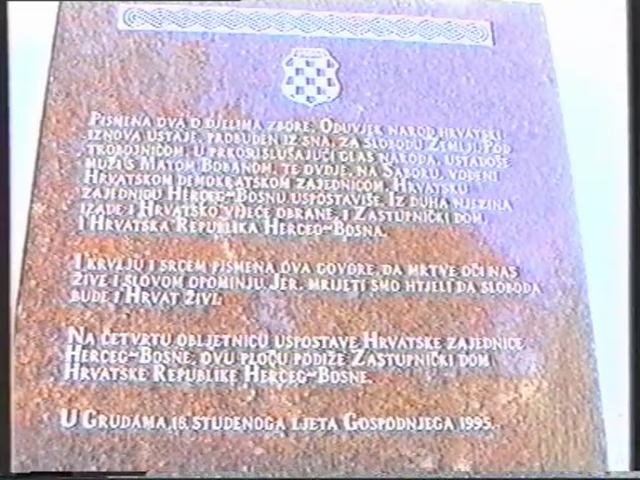 PISMENA OVA O DJELIMA ZBORE. ODUVJEK NAROD HRVATSKI
IZNOVA USTAJE, PROBUĐEN IZ SNA, ZA SLOBODU ZEMLJI. POD
TROBOJNICOM, U PRKOS SLUŠAJUĆI GLAS NARODA, USTADOŠE
MUŽI S MATOM BOBANOM, TE OVDJE, NA SABORU, VOĐENI
HRVATSKOM DEMOKRATSKOM ZAJEDNICOM, HRVATSKU
ZAJEDNICU HERCEG-BOSNU USPOSTAVIŠE. IZ DUHA NJEZINA
IZAĐE I HRVATSKO VIJEĆE OBRANE, I ZASTUPNIČKI DOM,
I HRVATSKA REPUBLIKA HERCEG-BOSNA.
I KRVLJU I SRCEM PISMENA OVA GOVORE, DA MRTVE OČI NAS
ŽIVE I SLOVOM OPOMINJU. JER, MRIJETI SMO HTJELI DA SLOBODA
BUDE I HRVAT ŽIVI.
NA ČETVRTU OBLJETNICU USPOSTAVE HRVATSKE ZAJEDNICE
HERCEG-BOSNE, OVU PLOČU PODIŽE ZASTUPNIČKI DOM
HRVATSKE REPUBLIKE HERCEG-BOSNE.
U GRUDAMA, 18. STUDENOGA LJETA GOSPODNJEGA 1995.